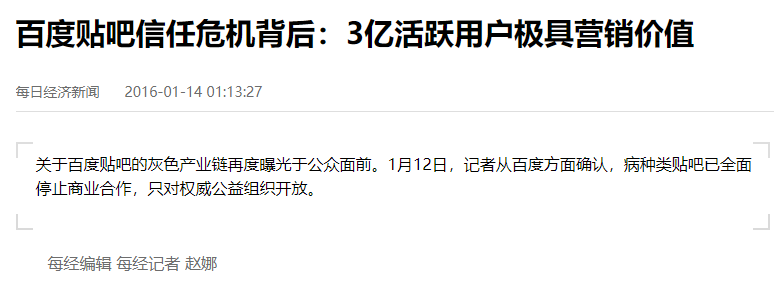 百度贴吧信任危机背后：3亿活跃用户极具营销价值
每日经济新闻 2016-01-14 01:13:27
关于百度贴吧的灰色产业链再度曝光于公众面前。1月12日，记者从百度方面确认，病种类贴吧已全面
停止商业合作，只对权威公益组织开放。
每经编辑 每经记者 赵娜